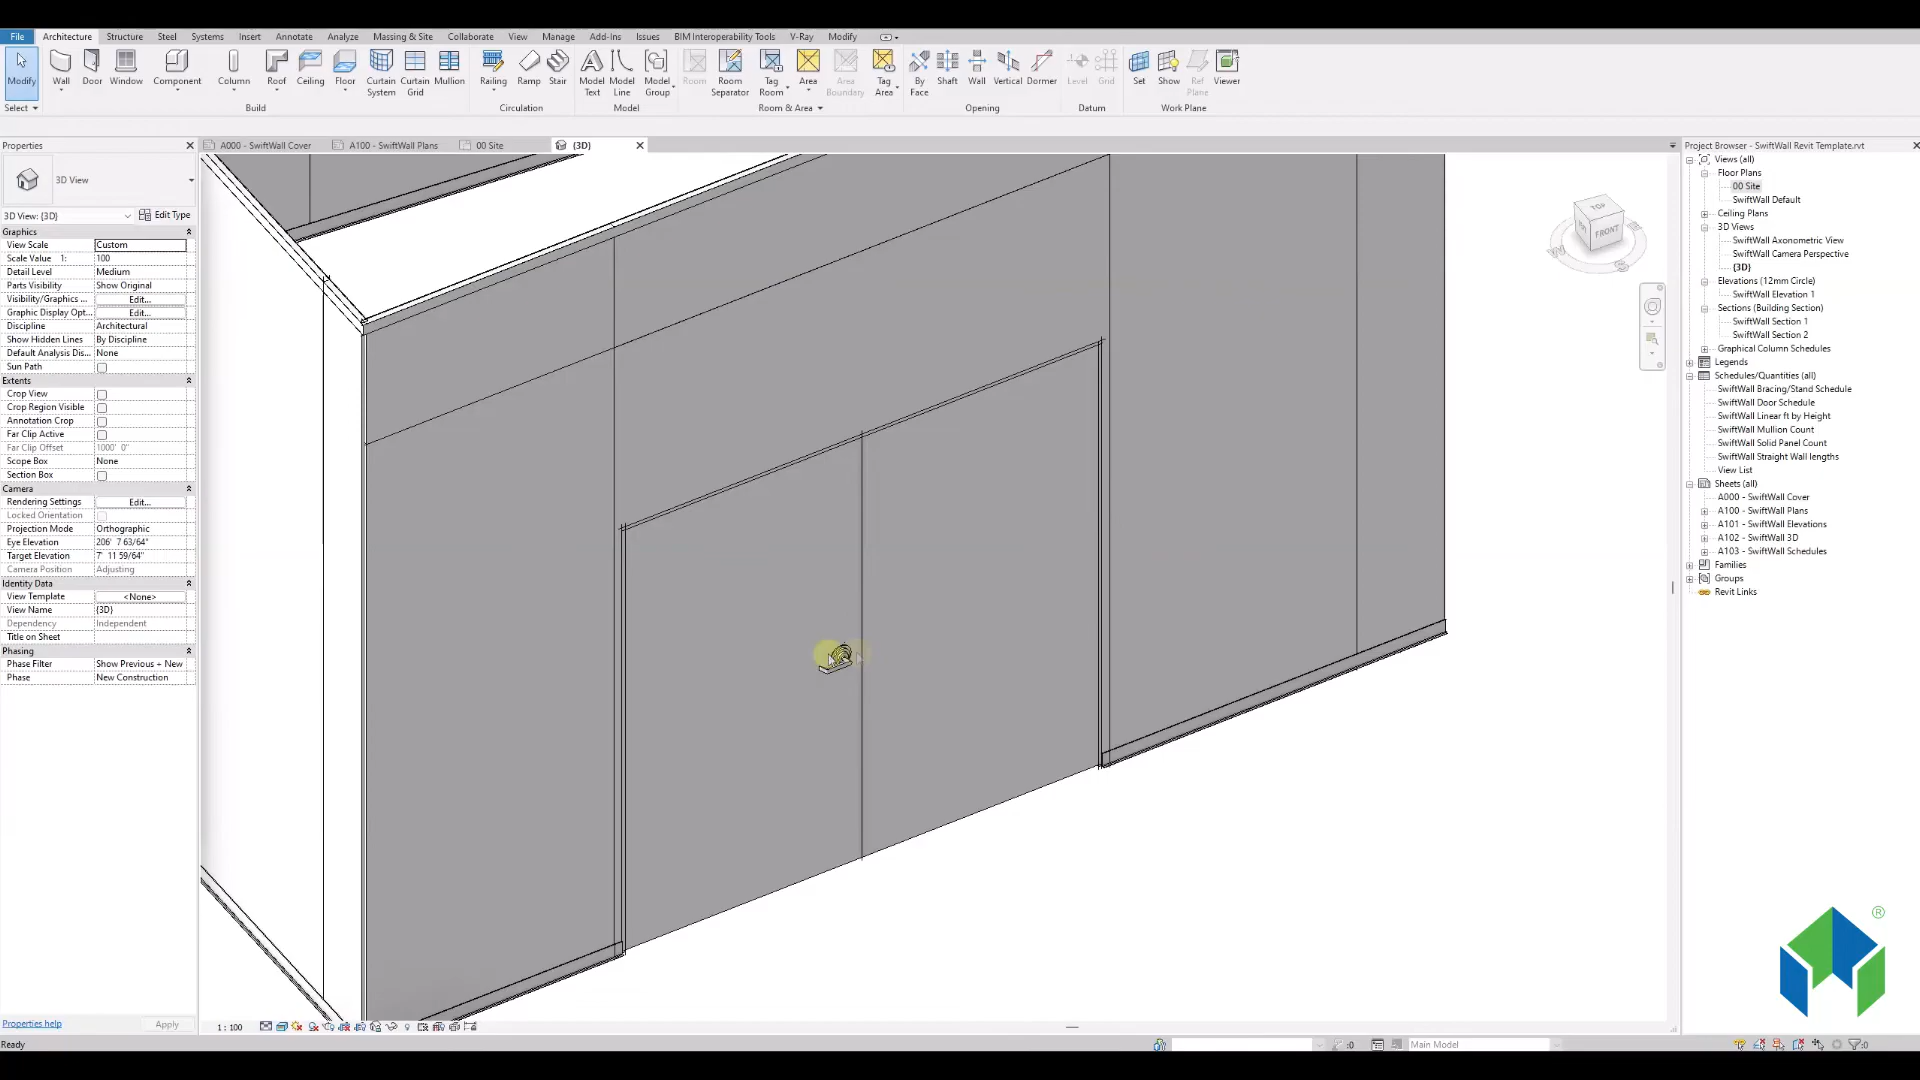 File Architecture Structure Steel Systems Insert Annotate Analyze Massing & Site Collaborate View Manage Add-Ins Issues BIM Interoperability Tools V-Ray Modify
Modify Wall Door Window Component Column Roof Ceiling Floor Curtain System Curtain Grid Mullion Railing Ramp Stair Model Text Model Line Model Group Room Room Separator Tag Room Area Area Boundary Tag Area By Face Shaft Wall Vertical Dormer Level Grid Set Show Ref Plane Viewer
Select Build Circulation Model Room & Area Opening Datum Work Plane
Properties
A000 - SwiftWall Cover A100 - SwiftWall Plans 00 Site {3D}
3D View
3D View: {3D} Edit Type
Graphics
View Scale Custom
Scale Value 1: 100
Detail Level Medium
Parts Visibility Show Original
Visibility/Graphics ... Edit...
Graphic Display Opt... Edit...
Discipline Architectural
Show Hidden Lines By Discipline
Default Analysis Dis... None
Sun Path
Extents
Crop View
Crop Region Visible
Annotation Crop
Far Clip Active
Far Clip Offset 1000' 0"
Scope Box None
Section Box
Camera
Rendering Settings Edit...
Locked Orientation
Projection Mode Orthographic
Eye Elevation 206' 7 63/64"
Target Elevation 7' 11 59/64"
Camera Position Adjusting
Identity Data
View Template <None>
View Name {3D}
Dependency Independent
Title on Sheet
Phasing
Phase Filter Show Previous + New
Phase New Construction
Properties help Apply
TOP
FRONT
W
S
Project Browser - SwiftWall Revit Template.rvt
Views (all)
Floor Plans
00 Site
SwiftWall Default
Ceiling Plans
3D Views
SwiftWall Axonometric View
SwiftWall Camera Perspective
{3D}
Elevations (12mm Circle)
SwiftWall Elevation 1
Sections (Building Section)
SwiftWall Section 1
SwiftWall Section 2
Graphical Column Schedules
Legends
Schedules/Quantities (all)
SwiftWall Bracing/Stand Schedule
SwiftWall Door Schedule
SwiftWall Linear ft by Height
SwiftWall Mullion Count
SwiftWall Solid Panel Count
SwiftWall Straight Wall lengths
View List
Sheets (all)
A000 - SwiftWall Cover
A100 - SwiftWall Plans
A101 - SwiftWall Elevations
A102 - SwiftWall 3D
A103 - SwiftWall Schedules
Families
Groups
Revit Links
®
1 : 100
Ready :0 Main Model :0